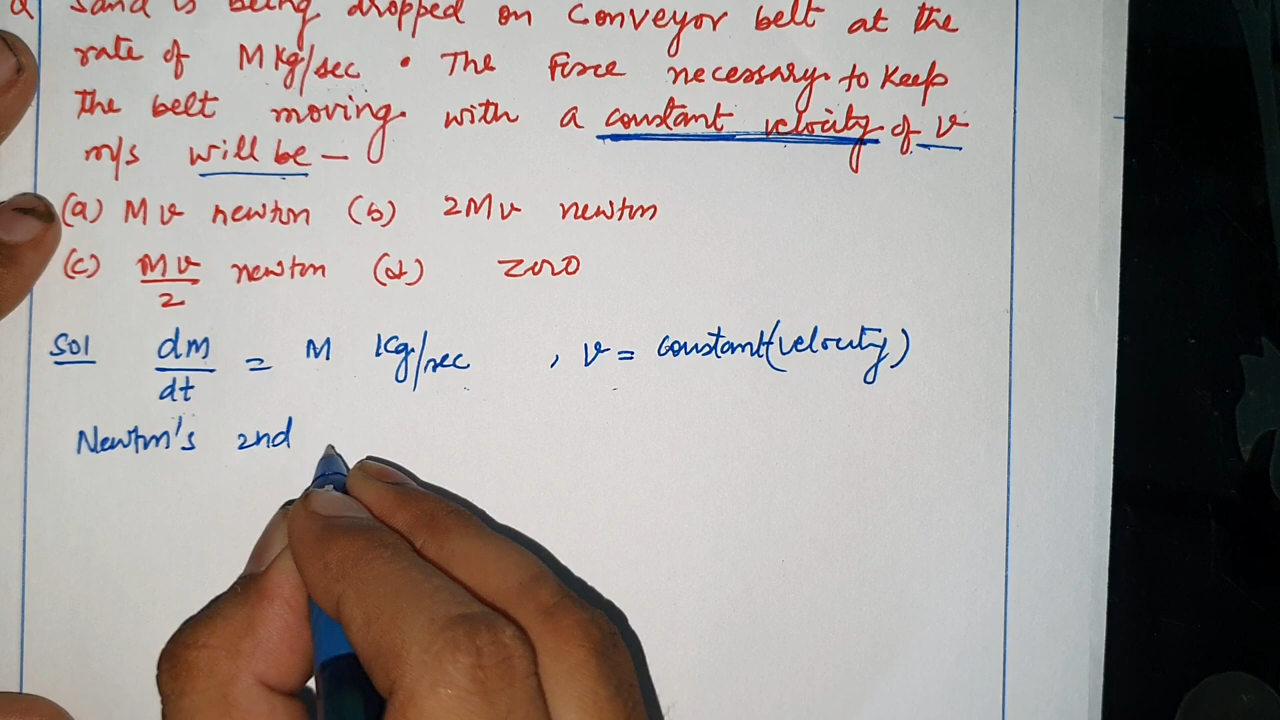 Q Sand is being dropped on conveyor belt at the
rate of M Kg/sec . The Force necessary to keep
the belt moving with a constant velocity of v
m/s will be –
(a) M v newton (b) 2Mv newton
(c) Mv/2 newton (d) Zero
Sol dm/dt = M Kg/sec , v = constant(velocity)
Newton's 2nd